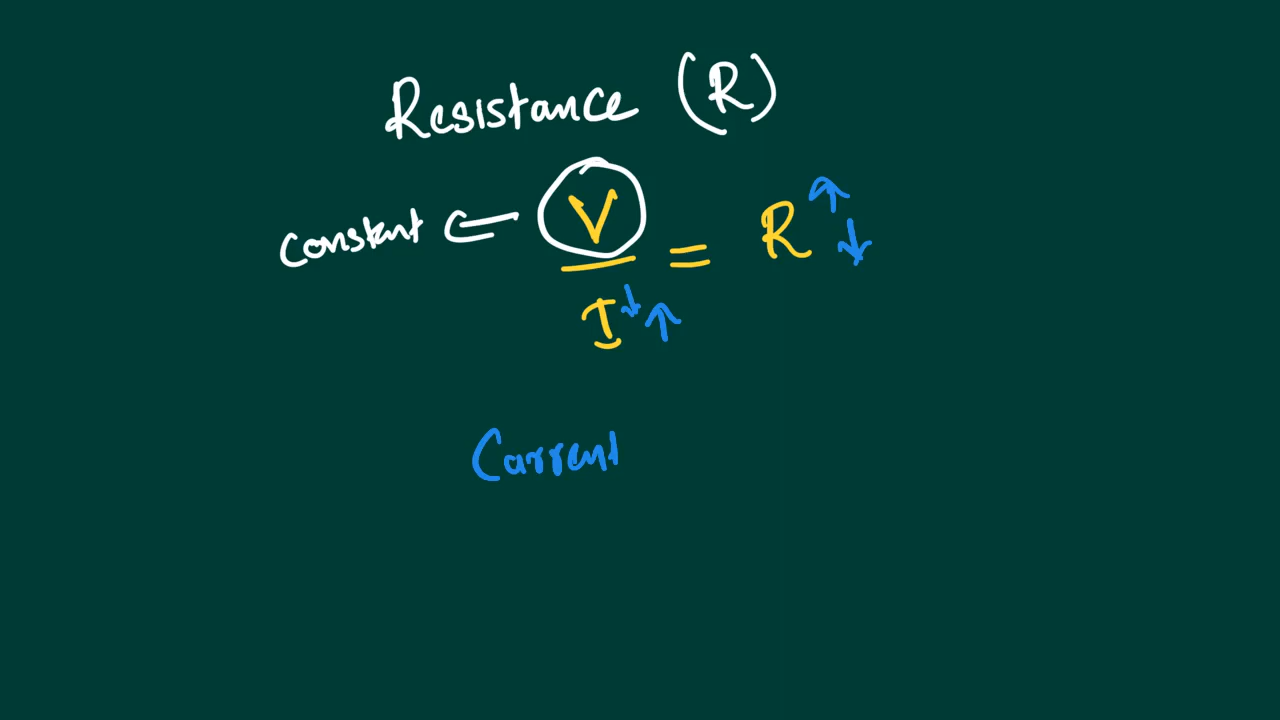 Resistance (R)
constant ⇐ V / I ↓ ↑ = R ↑ ↓
Current